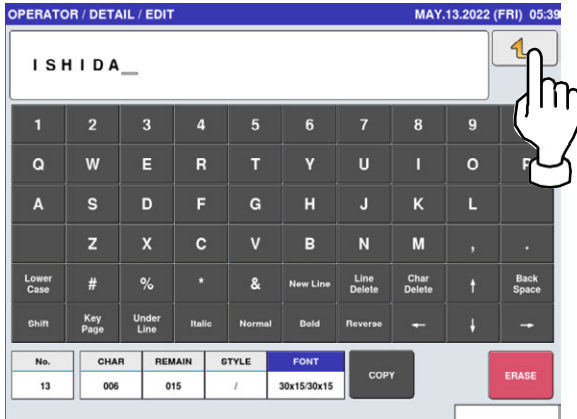 OPERATOR / DETAIL / EDIT MAY.13.2022 (FRI) 05:39
ISHIDA_
1 2 3 4 5 6 7 8 9
Q W E R T Y U I O P
A S D F G H J K L
Z X C V B N M , .
Lower Case # % * & New Line Line Delete Char Delete ↑ Back Space
Shift Key Page Under Line Italic Normal Bold Reverse ← ↓ →
No. CHAR REMAIN STYLE FONT
13 006 015 / 30x15/30x15
COPY
ERASE